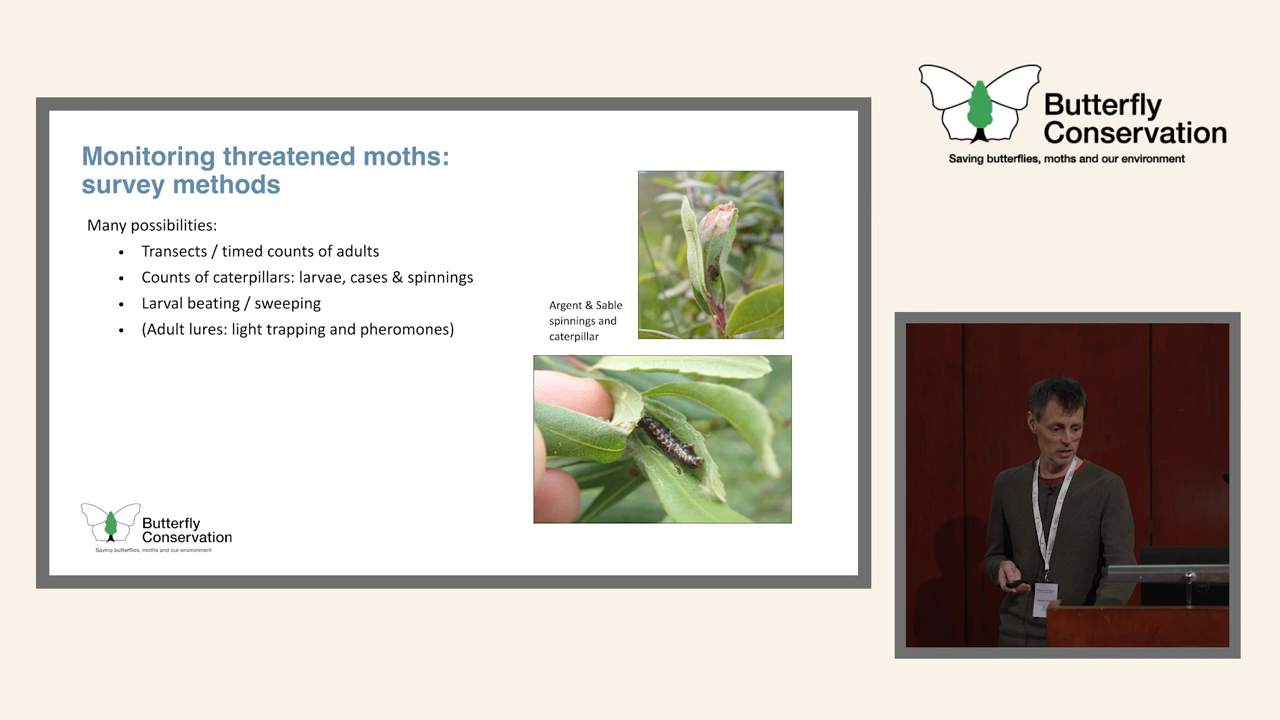 Monitoring threatened moths:
survey methods
Many possibilities:
• Transects / timed counts of adults
• Counts of caterpillars: larvae, cases & spinnings
• Larval beating / sweeping
• (Adult lures: light trapping and pheromones)
Argent & Sable
spinnings and
caterpillar
Butterfly
Conservation
Saving butterflies, moths and our environment
Butterfly
Conservation
Saving butterflies, moths and our environment